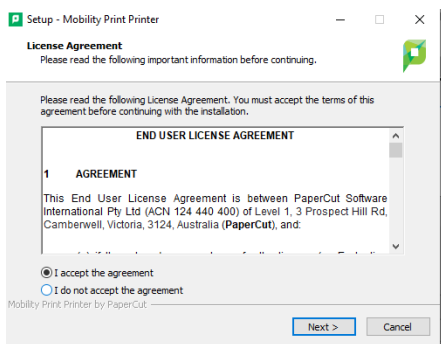 Setup - Mobility Print Printer
License Agreement
Please read the following important information before continuing.
Please read the following License Agreement. You must accept the terms of this
agreement before continuing with the installation.
END USER LICENSE AGREEMENT
1 AGREEMENT
This End User License Agreement is between PaperCut Software
International Pty Ltd (ACN 124 440 400) of Level 1, 3 Prospect Hill Rd,
Camberwell, Victoria, 3124, Australia (PaperCut), and:
I accept the agreement
I do not accept the agreement
Mobility Print Printer by PaperCut
Next >
Cancel